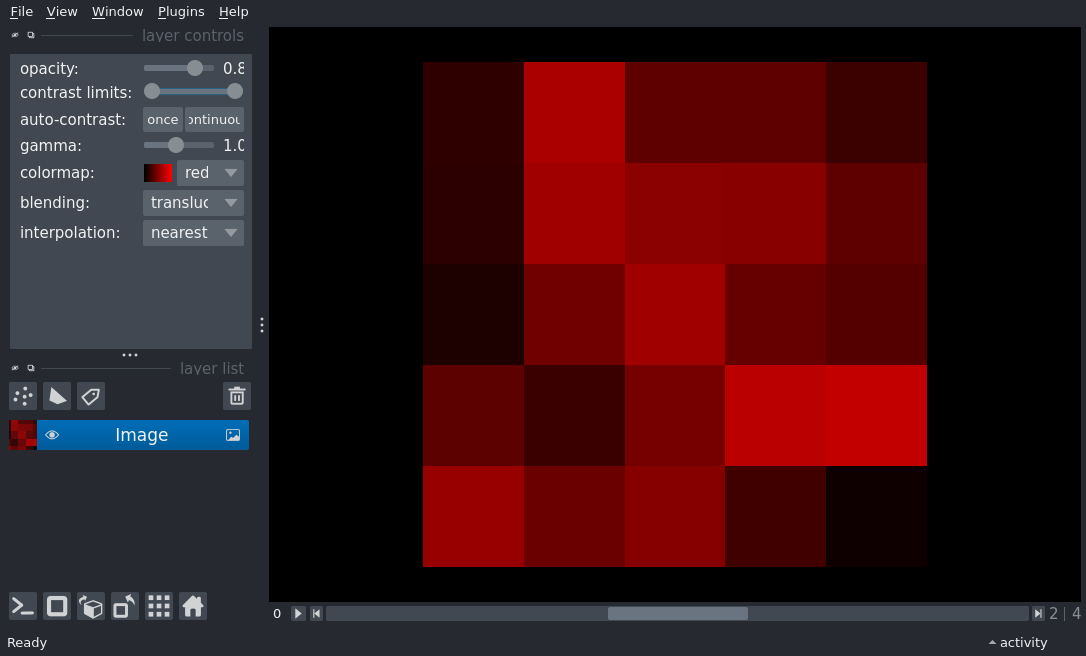 File View Window Plugins Help
layer controls
opacity: 0.8
contrast limits:
auto-contrast: once ontinuou
gamma: 1.0
colormap: red
blending: transluc
interpolation: nearest
layer list
Image
0 2 | 4
Ready activity